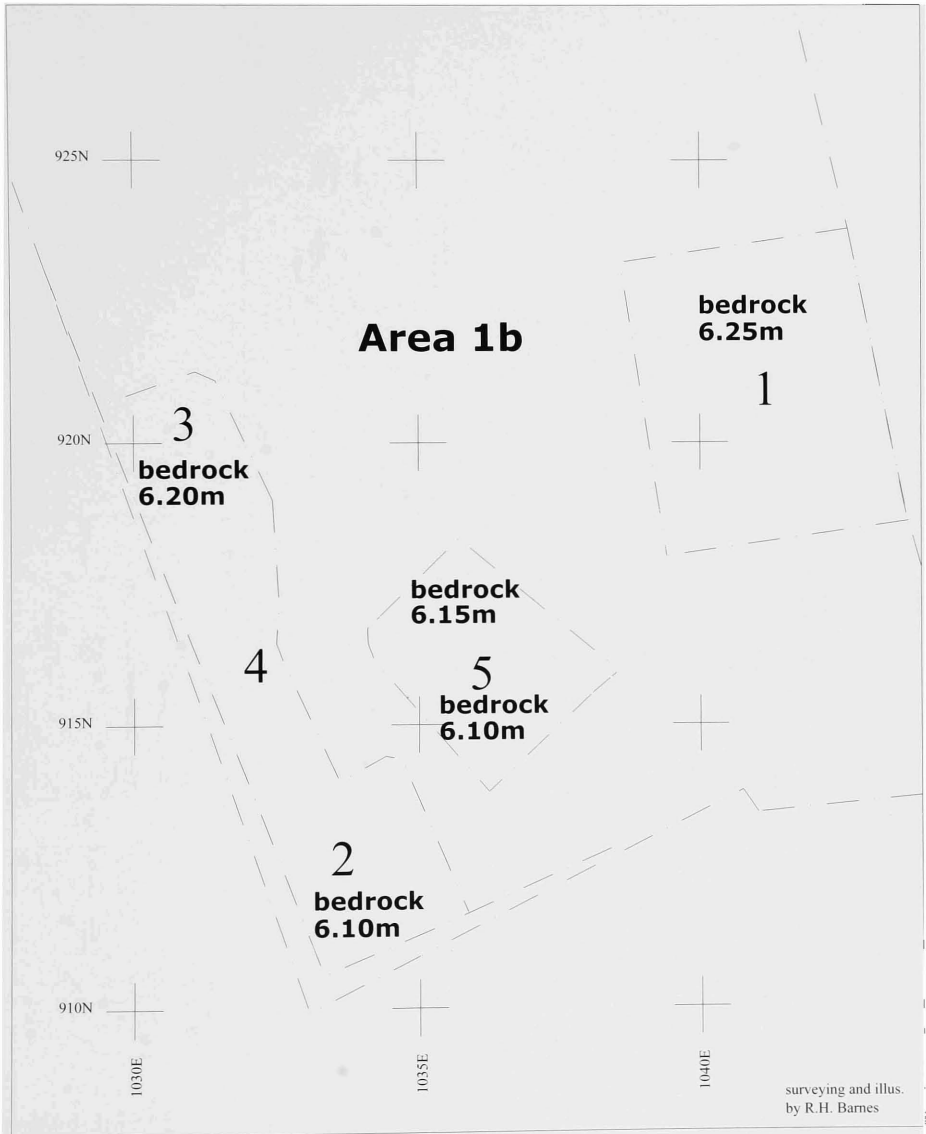 925N
bedrock
6.25m
Area 1b
1
3
920N
bedrock
6.20m
bedrock
6.15m
4
5
bedrock
6.10m
915N
2
bedrock
6.10m
910N
1030E
1035E
1040E
surveying and illus.
by R.H. Barnes